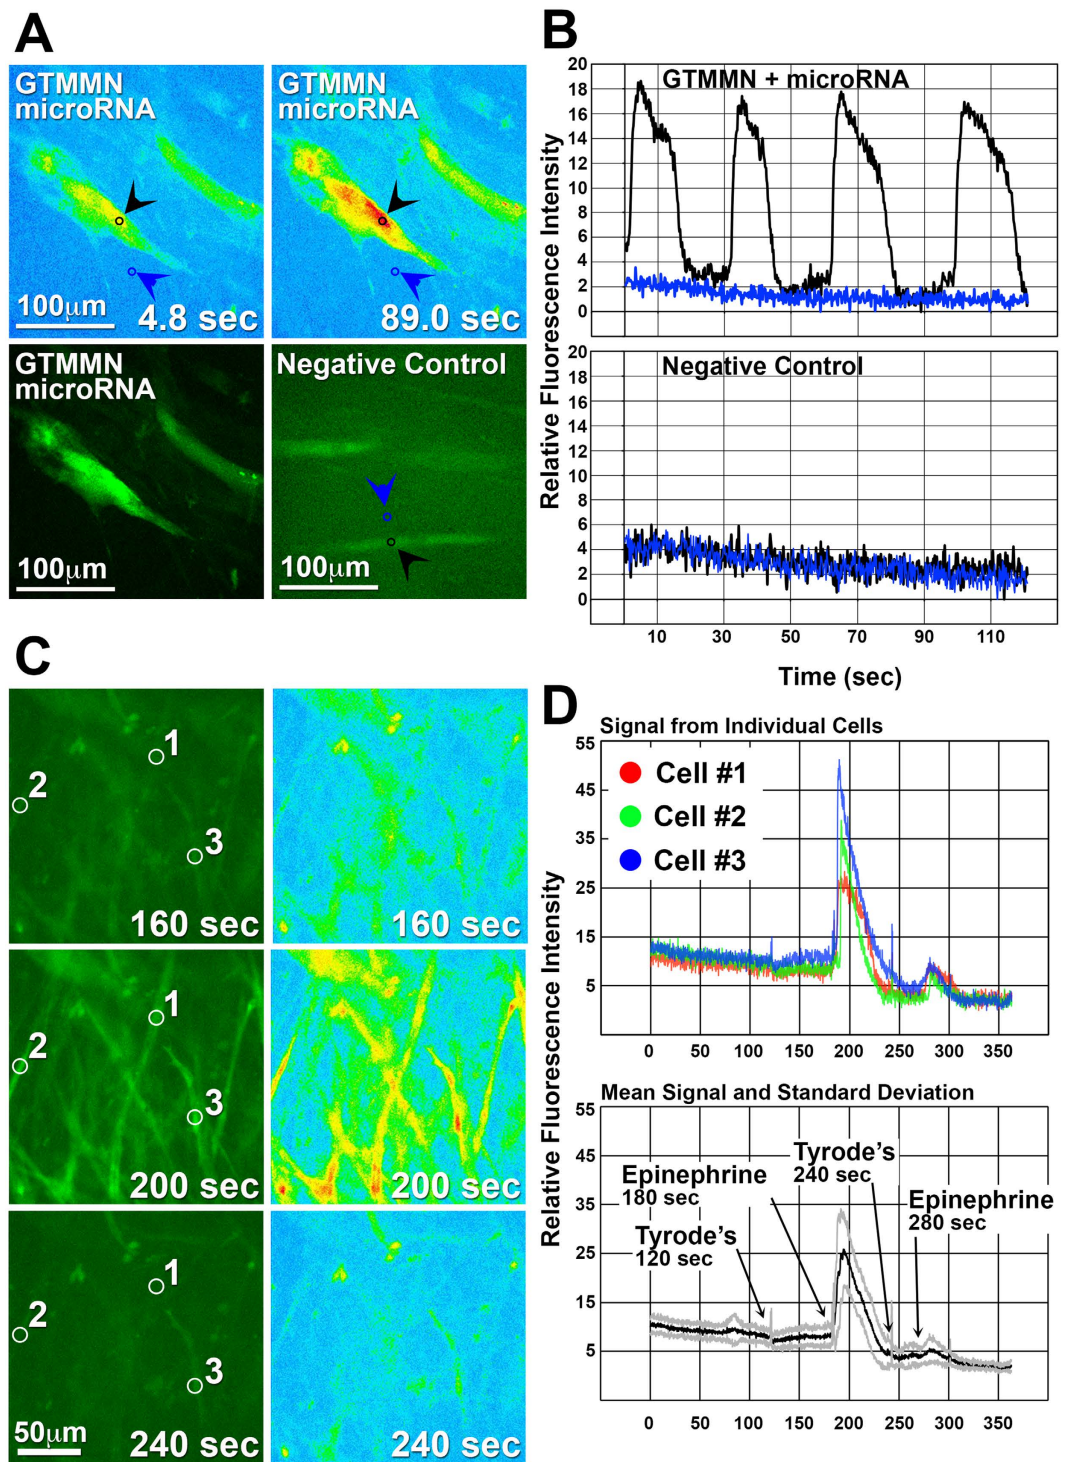 A
GTMMN
microRNA
GTMMN
microRNA
100μm
4.8 sec
89.0 sec
GTMMN
microRNA
Negative Control
100μm
100μm
B
Relative Fluorescence Intensity
20
18
16
14
12
10
8
6
4
2
0
GTMMN + microRNA
Relative Fluorescence Intensity
20
18
16
14
12
10
8
6
4
2
0
Negative Control
10 30 50 70 90 110
Time (sec)
C
1
2
3
160 sec
160 sec
1
2
3
200 sec
200 sec
1
2
3
50μm
240 sec
240 sec
D
Signal from Individual Cells
Relative Fluorescence Intensity
55
45
35
25
15
5
Cell #1
Cell #2
Cell #3
0 50 100 150 200 250 300 350
Mean Signal and Standard Deviation
55
45
35
25
15
5
Tyrode's
240 sec
Epinephrine
180 sec
Epinephrine
280 sec
Tyrode's
120 sec
0 50 100 150 200 250 300 350